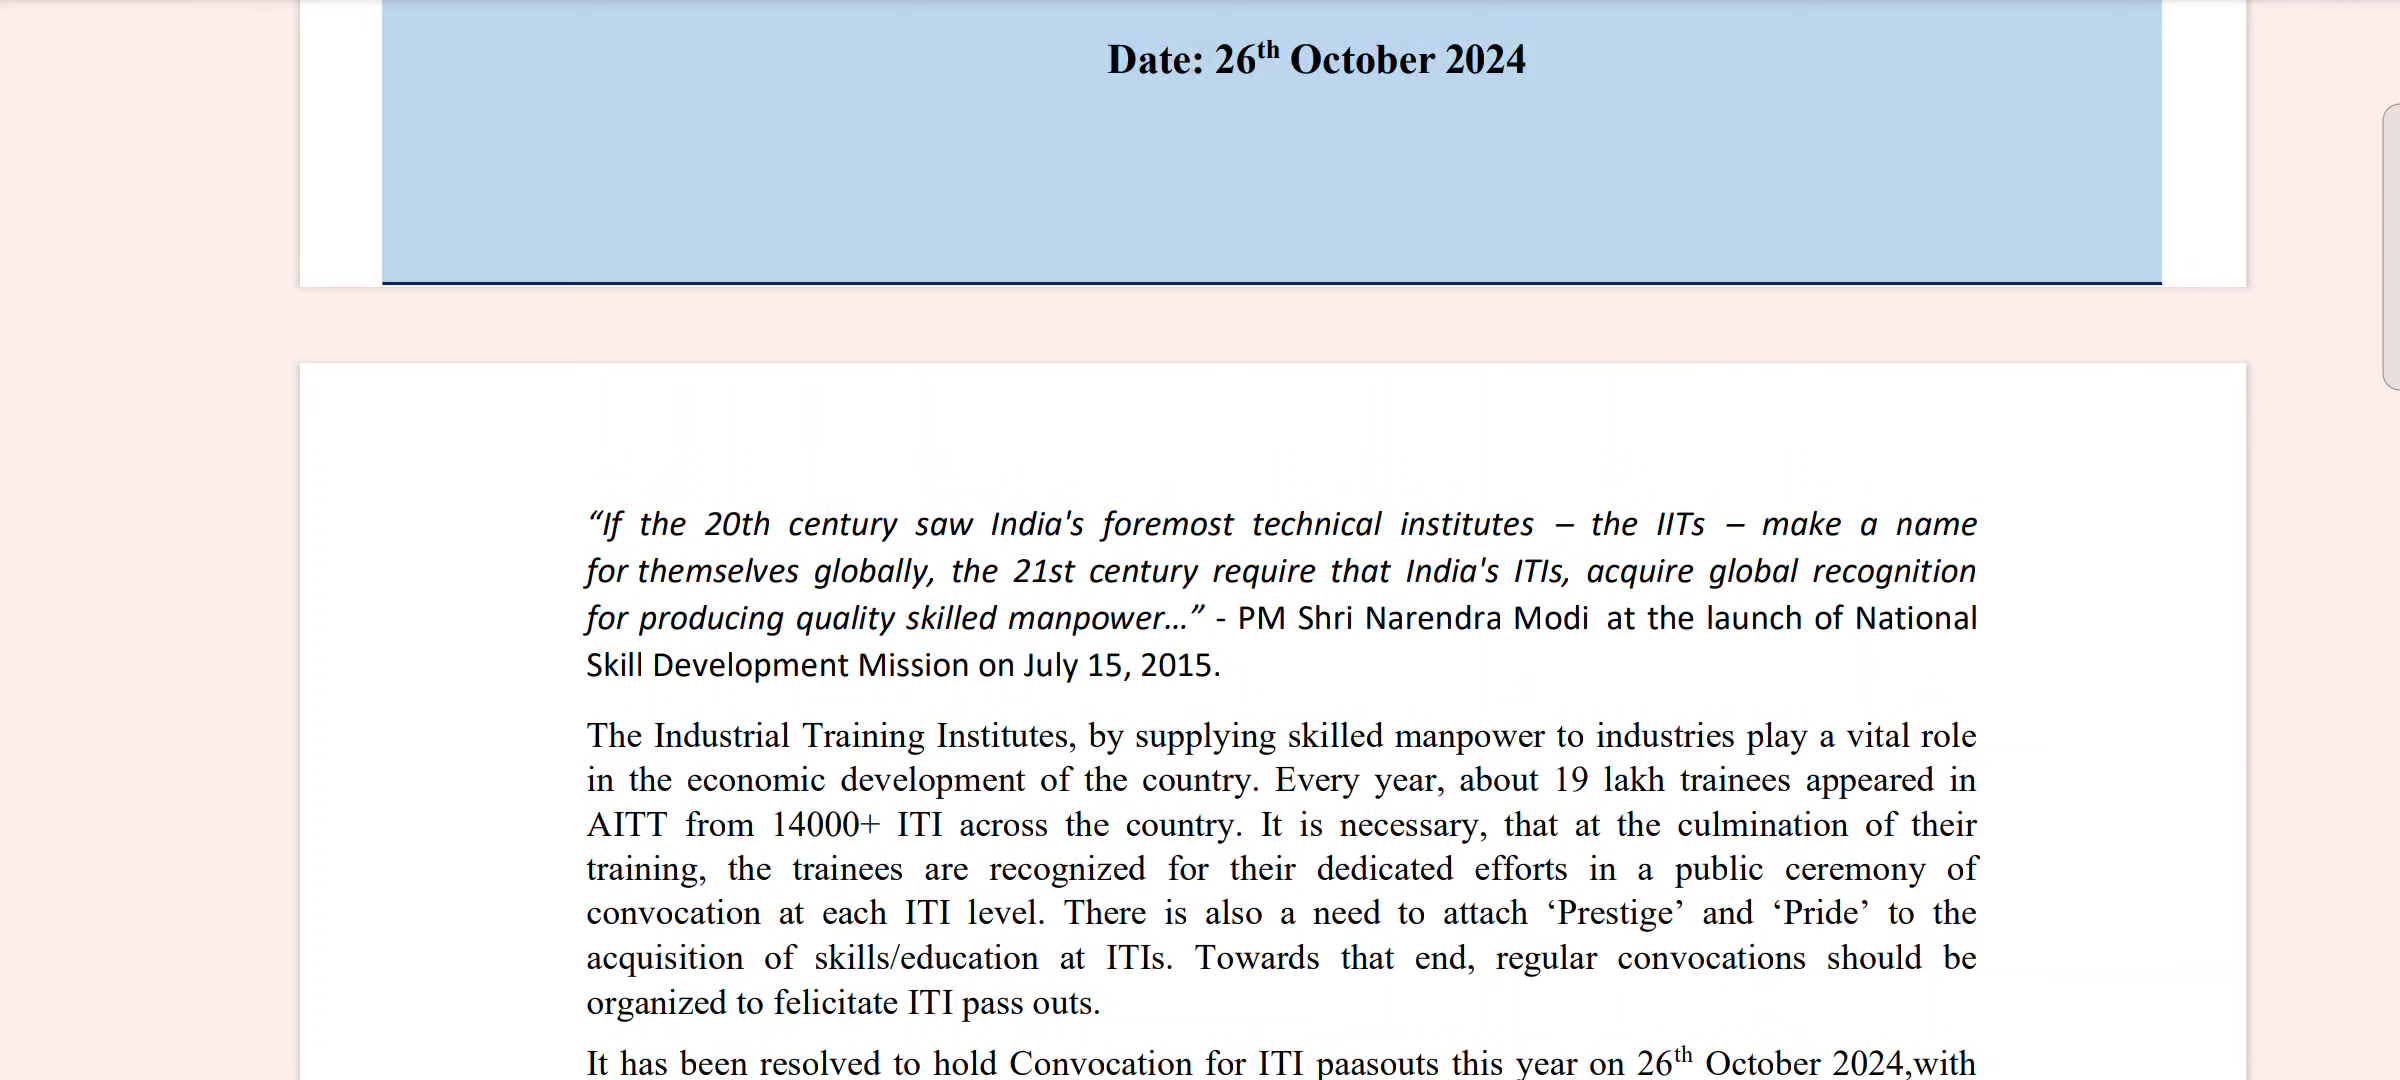 Date: 26th October 2024
“If the 20th century saw India's foremost technical institutes – the IITs – make a name
for themselves globally, the 21st century require that India's ITIs, acquire global recognition
for producing quality skilled manpower…” - PM Shri Narendra Modi at the launch of National
Skill Development Mission on July 15, 2015.
The Industrial Training Institutes, by supplying skilled manpower to industries play a vital role
in the economic development of the country. Every year, about 19 lakh trainees appeared in
AITT from 14000+ ITI across the country. It is necessary, that at the culmination of their
training, the trainees are recognized for their dedicated efforts in a public ceremony of
convocation at each ITI level. There is also a need to attach ‘Prestige’ and ‘Pride’ to the
acquisition of skills/education at ITIs. Towards that end, regular convocations should be
organized to felicitate ITI pass outs.
It has been resolved to hold Convocation for ITI paasouts this year on 26th October 2024,with